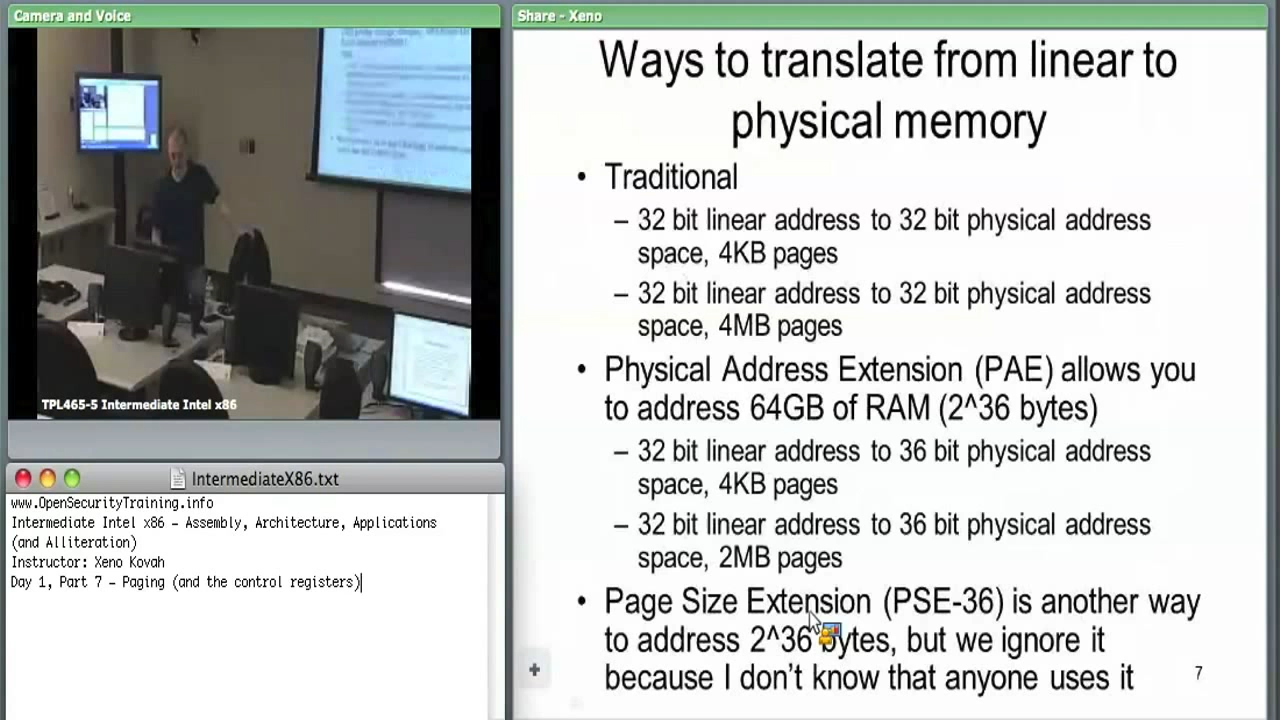 Camera and Voice
TPL465-5 Intermediate Intel x86
IntermediateX86.txt
www.OpenSecurityTraining.info
Intermediate Intel x86 – Assembly, Architecture, Applications
(and Alliteration)
Instructor: Xeno Kovah
Day 1, Part 7 – Paging (and the control registers)
Share - Xeno
Ways to translate from linear to
physical memory
• Traditional
– 32 bit linear address to 32 bit physical address
space, 4KB pages
– 32 bit linear address to 32 bit physical address
space, 4MB pages
• Physical Address Extension (PAE) allows you
to address 64GB of RAM (2^36 bytes)
– 32 bit linear address to 36 bit physical address
space, 4KB pages
– 32 bit linear address to 36 bit physical address
space, 2MB pages
• Page Size Extension (PSE-36) is another way
to address 2^36 bytes, but we ignore it
because I don't know that anyone uses it
7